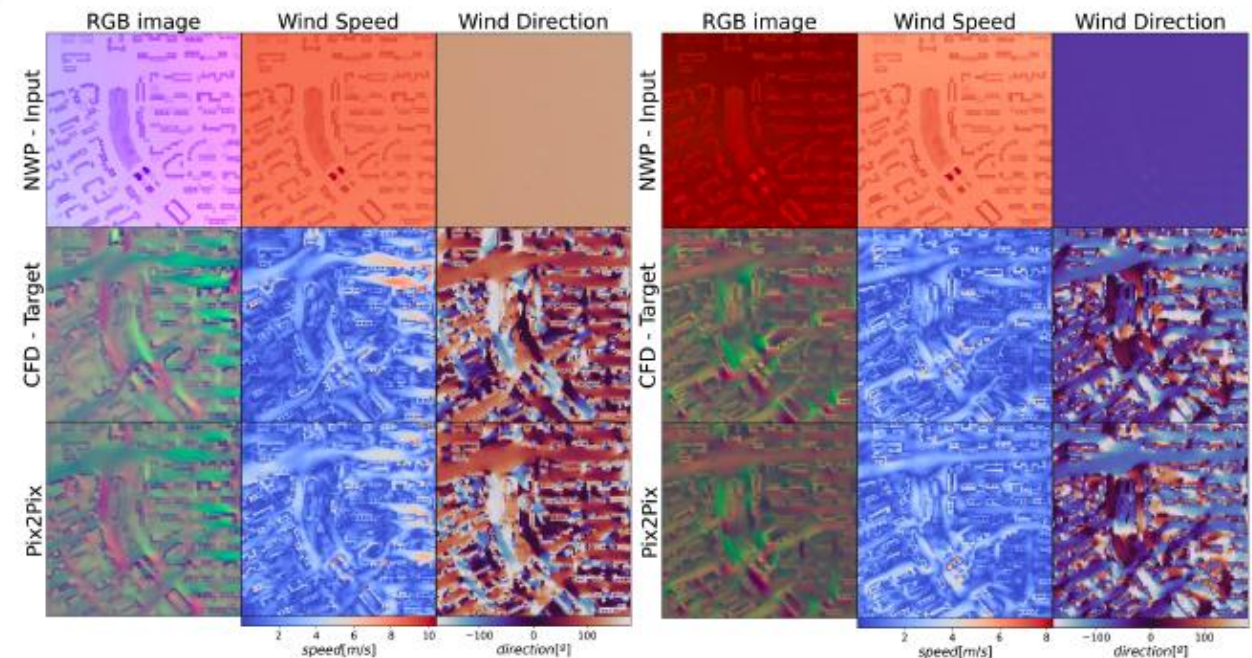 RGB image Wind Speed Wind Direction RGB image Wind Speed Wind Direction
NWP - Input NWP - Input
CFD - Target CFD - Target
Pix2Pix Pix2Pix
2 4 6 8 10 −100 0 100 2 4 6 8 −100 0 100
speed[m/s] direction[º] speed[m/s] direction[º]